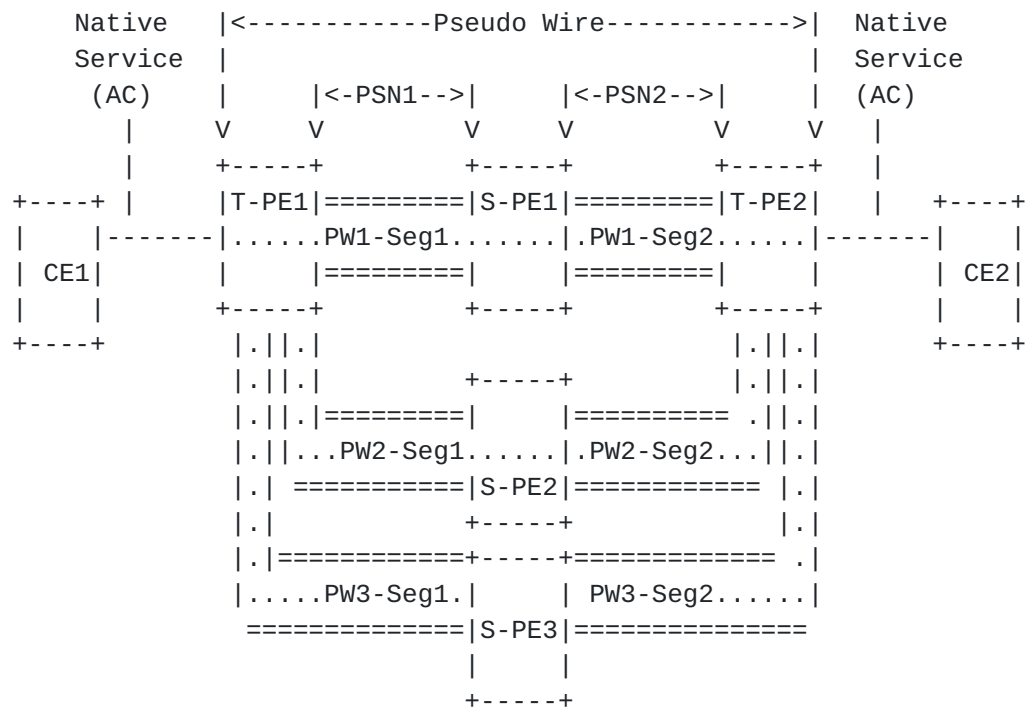 Native   |<------------Pseudo Wire------------>|  Native
Service  |                                     |  Service
(AC)    |     |<-PSN1-->|     |<-PSN2-->|     |  (AC)
|     V     V         V     V         V     V   |
|     +-----+         +-----+         +-----+   |
+----+ |     |T-PE1|=========|S-PE1|=========|T-PE2|   |   +----+
|    |-------|......PW1-Seg1.......|.PW1-Seg2......|-------|    |
| CE1|       |     |=========|     |=========|     |       | CE2|
|    |       +-----+         +-----+         +-----+       |    |
+----+        |.||.|                          |.||.|       +----+
|.||.|         +-----+          |.||.|
|.||.|=========|     |========== .||.|
|.||...PW2-Seg1......|.PW2-Seg2...||.|
|.| ===========|S-PE2|============ |.|
|.|            +-----+             |.|
|.|============+-----+============= .|
|.....PW3-Seg1.|     | PW3-Seg2......|
==============|S-PE3|===============
|     |
+-----+